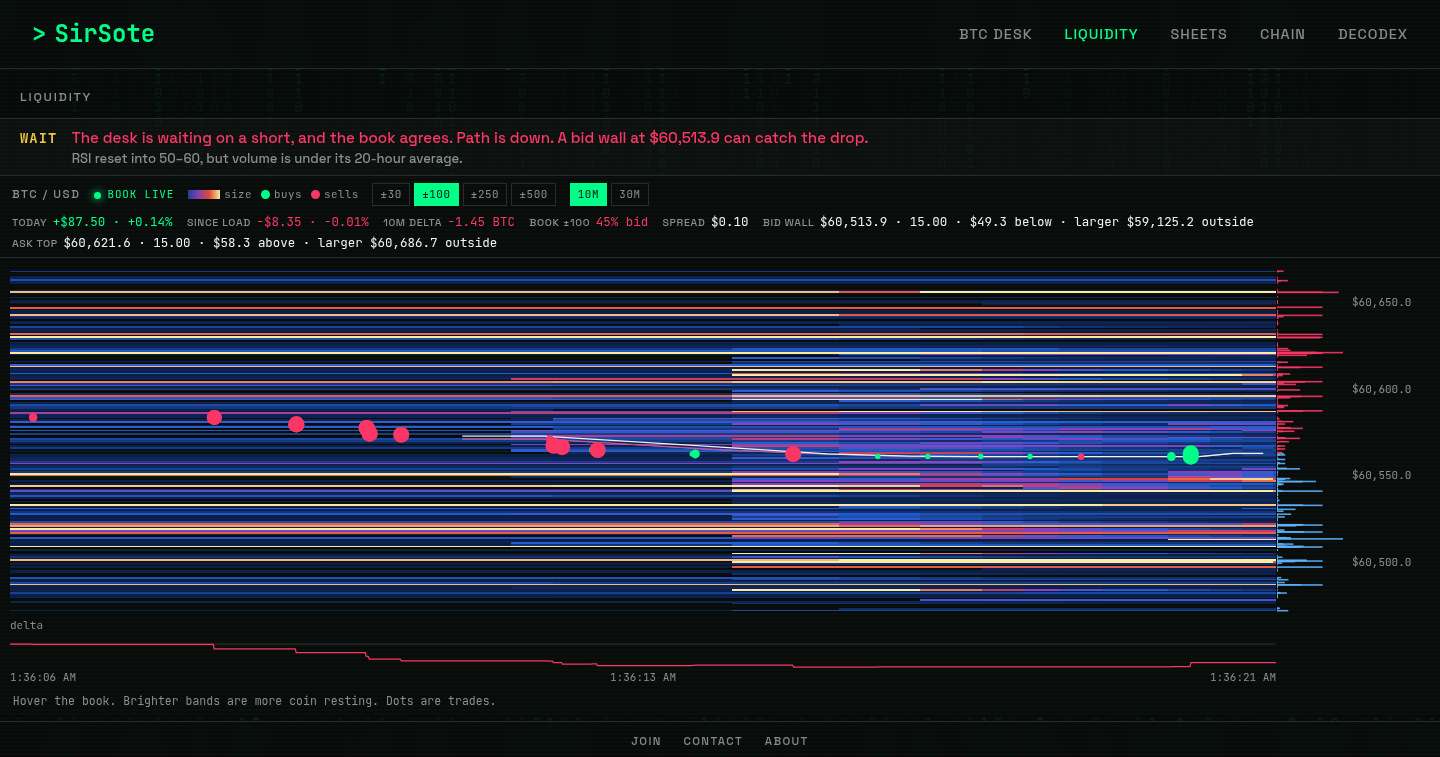 > SirSote
BTC DESK LIQUIDITY SHEETS CHAIN DECODEX
LIQUIDITY
WAIT The desk is waiting on a short, and the book agrees. Path is down. A bid wall at $60,513.9 can catch the drop.
RSI reset into 50–60, but volume is under its 20-hour average.
BTC / USD BOOK LIVE size buys sells ±30 ±100 ±250 ±500 10M 30M
TODAY +$87.50 · +0.14% SINCE LOAD -$8.35 · -0.01% 10M DELTA -1.45 BTC BOOK ±100 45% bid SPREAD $0.10 BID WALL $60,513.9 · 15.00 · $49.3 below · larger $59,125.2 outside
ASK TOP $60,621.6 · 15.00 · $58.3 above · larger $60,686.7 outside
$60,650.0
$60,600.0
$60,550.0
$60,500.0
delta
1:36:06 AM 1:36:13 AM 1:36:21 AM
Hover the book. Brighter bands are more coin resting. Dots are trades.
JOIN CONTACT ABOUT